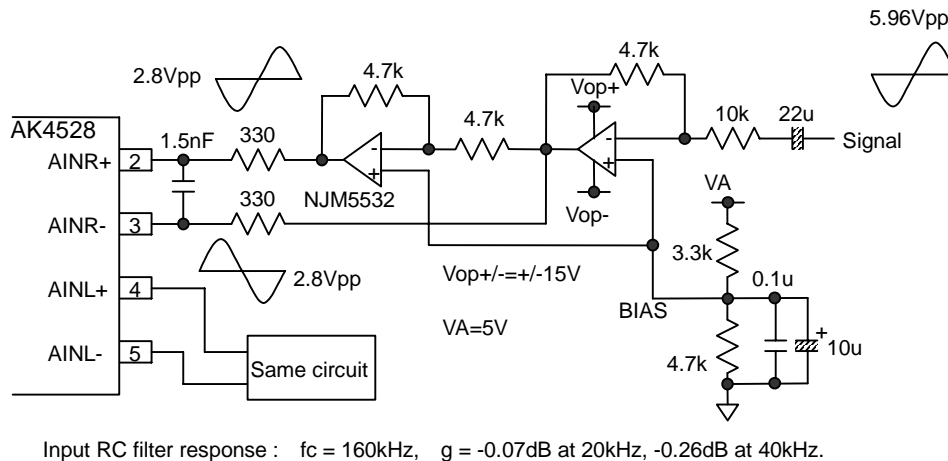 5.96Vpp
4.7k
2.8Vpp
4.7k
Vop+
10k
22u
AK4528
4.7k
1.5nF
330
-
-
Signal
AINR+
2
+
+
NJM5532
VA
330
Vop-
AINR-
3
3.3k
2.8Vpp
Vop+/-=+/-15V
0.1u
AINL+
4
BIAS
+
VA=5V
4.7k
10u
AINL-
5
Same circuit
Input RC filter response : fc = 160kHz, g = -0.07dB at 20kHz, -0.26dB at 40kHz.